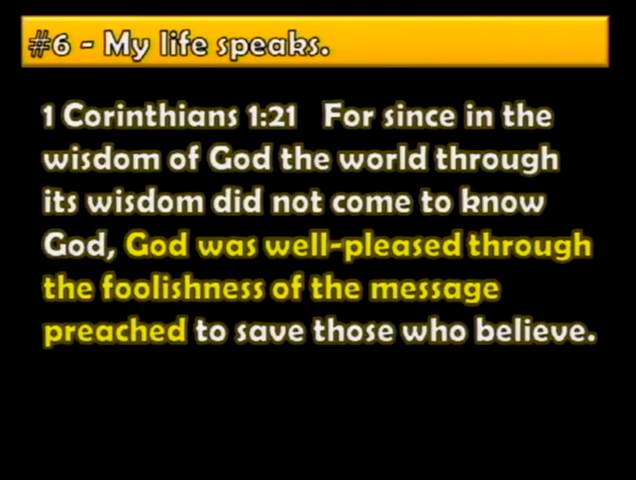 #6 - My life speaks.
1 Corinthians 1:21 For since in the
wisdom of God the world through
its wisdom did not come to know
God, God was well-pleased through
the foolishness of the message
preached to save those who believe.